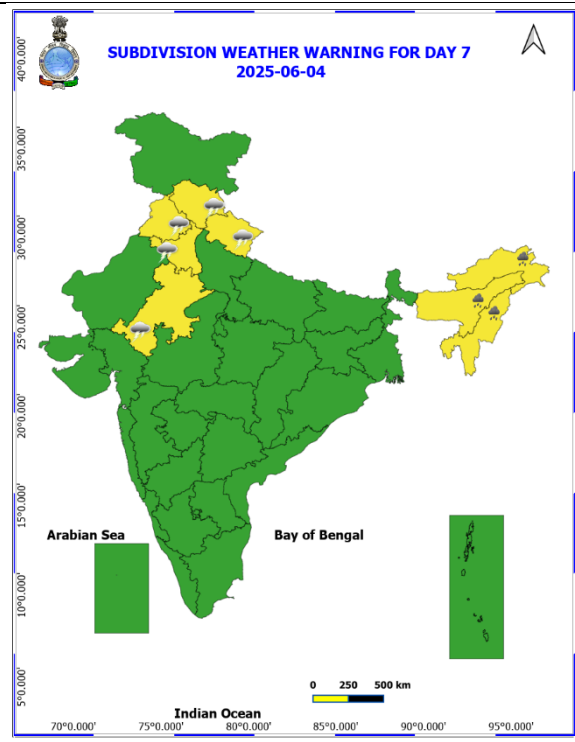 SUBDIVISION WEATHER WARNING FOR DAY 7
2025-06-04
40°0.000'
35°0.000'
30°0.000'
25°0.000'
20°0.000'
15°0.000'
10°0.000'
5°0.000'
Arabian Sea
Bay of Bengal
0 250 500 km
Indian Ocean
70°0.000' 75°0.000' 80°0.000' 85°0.000' 90°0.000' 95°0.000'